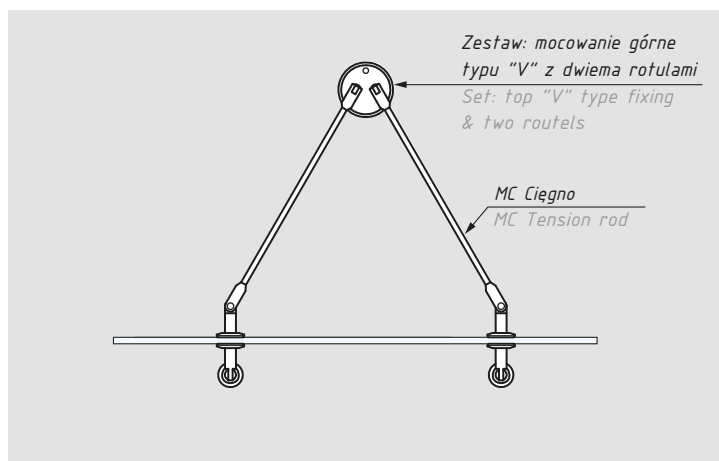 Zestaw: mocowanie górne
typu "V" z dwiema rotulami
Set: top "V" type fixing
& two routels
MC Cięgno
MC Tension rod